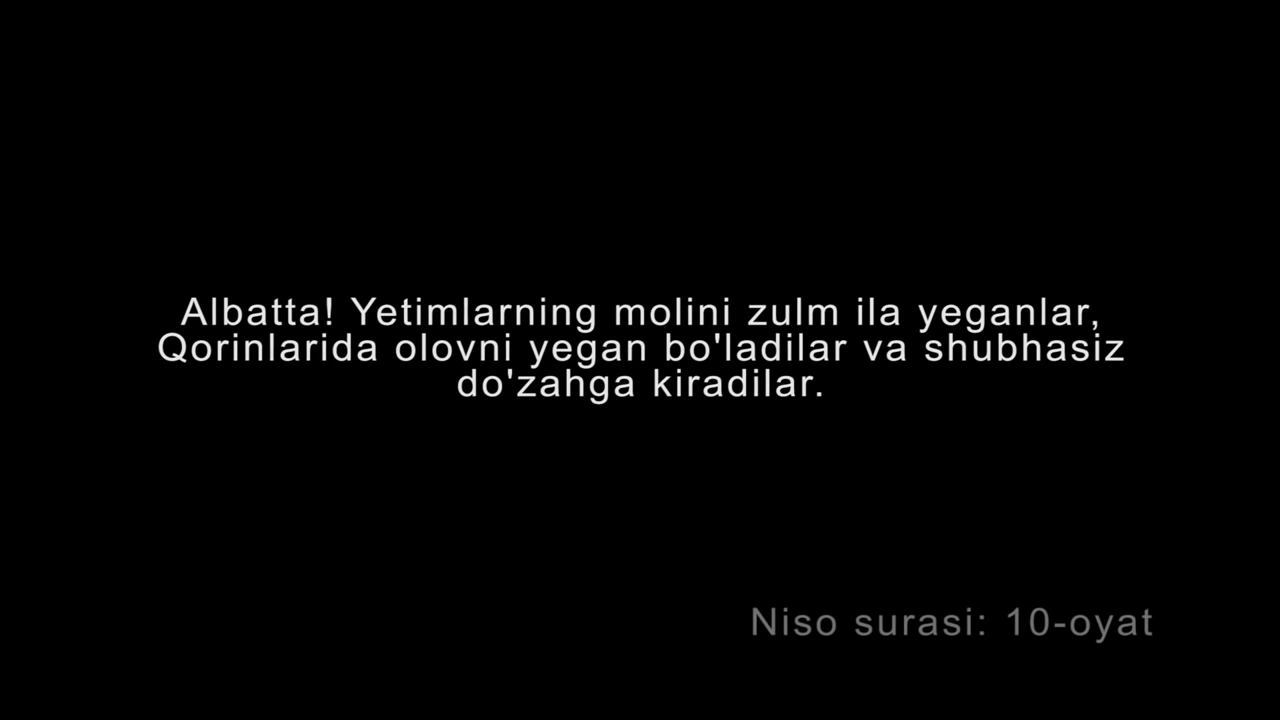 Albatta! Yetimlarning molini zulm ila yeganlar,
Qorinlarida olovni yegan bo'ladilar va shubhasiz
do'zahga kiradilar.
Niso surasi: 10-oyat